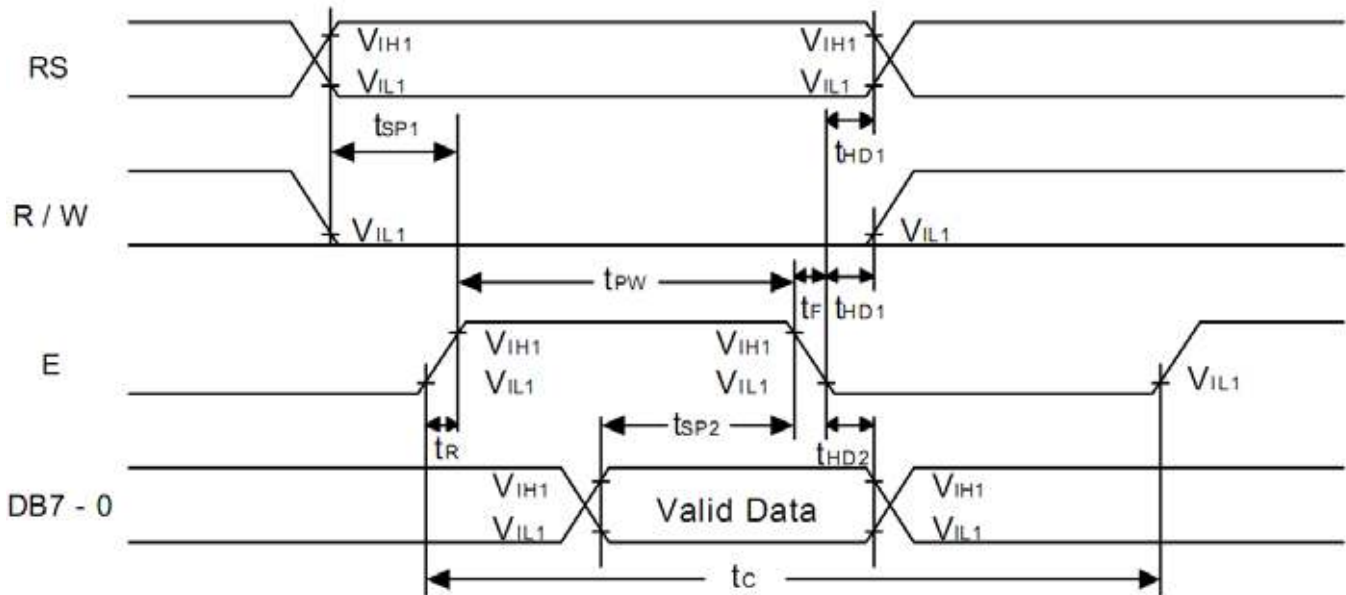 RS
VIH1 VIH1
VIL1 VIL1
tSP1 tHD1
R / W
VIL1 VIL1
tPW tF tHD1
E
VIH1 VIH1
VIL1 VIL1 VIL1
tR tSP2 tHD2
DB7 - 0
VIH1 Valid Data VIH1
VIL1 VIL1
tC